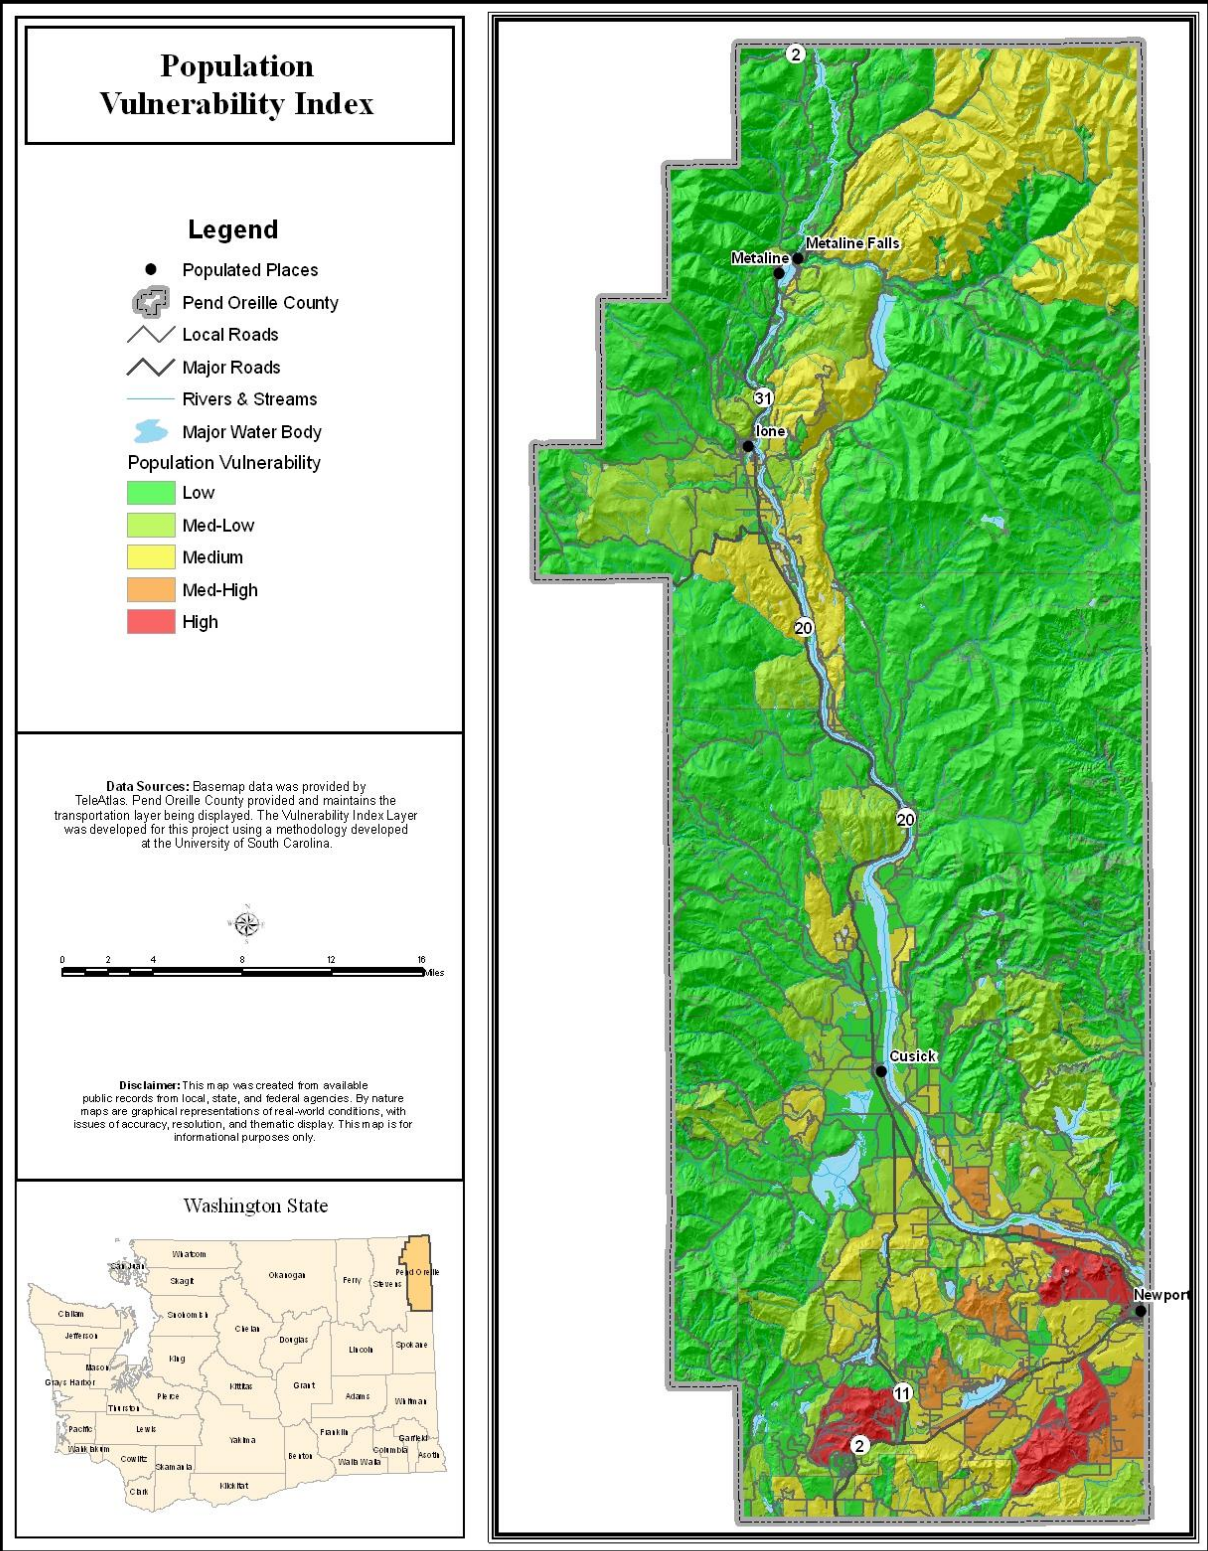 Population
Vulnerability Index
Legend
Populated Places
Pend Oreille County
Local Roads
Major Roads
Rivers & Streams
Major Water Body
Population Vulnerability
Low
Med-Low
Medium
Med-High
High
Data Sources: Basemap data was provided by
TeleAtlas. Pend Oreille County provided and maintains the
transportation layer being displayed. The Vulnerability Index Layer
was developed for this project using a methodology developed
at the University of South Carolina.
N
W E
S
0 2 4 8 12 16
Miles
Disclaimer: This map was created from available
public records from local, state, and federal agencies. By nature
maps are graphical representations of real-world conditions, with
issues of accuracy, resolution, and thematic display. This map is for
informational purposes only.
Washington State
Whatcom
San Juan
Skagit
Okanogan
Ferry
Stevens
Pend Oreille
Clallam
Snohomish
Chelan
Jefferson
Douglas
Lincoln
Spokane
King
Mason
Grays Harbor
Kittitas
Grant
Pierce
Adams
Whitman
Thurston
Pacific
Lewis
Yakima
Franklin
Garfield
Wahkiakum
Columbia
Cowlitz
Benton
Walla Walla
Asotin
Skamania
Klickitat
Clark
2
Metaline Falls
Metaline
31
Ione
20
20
Cusick
Newport
11
2